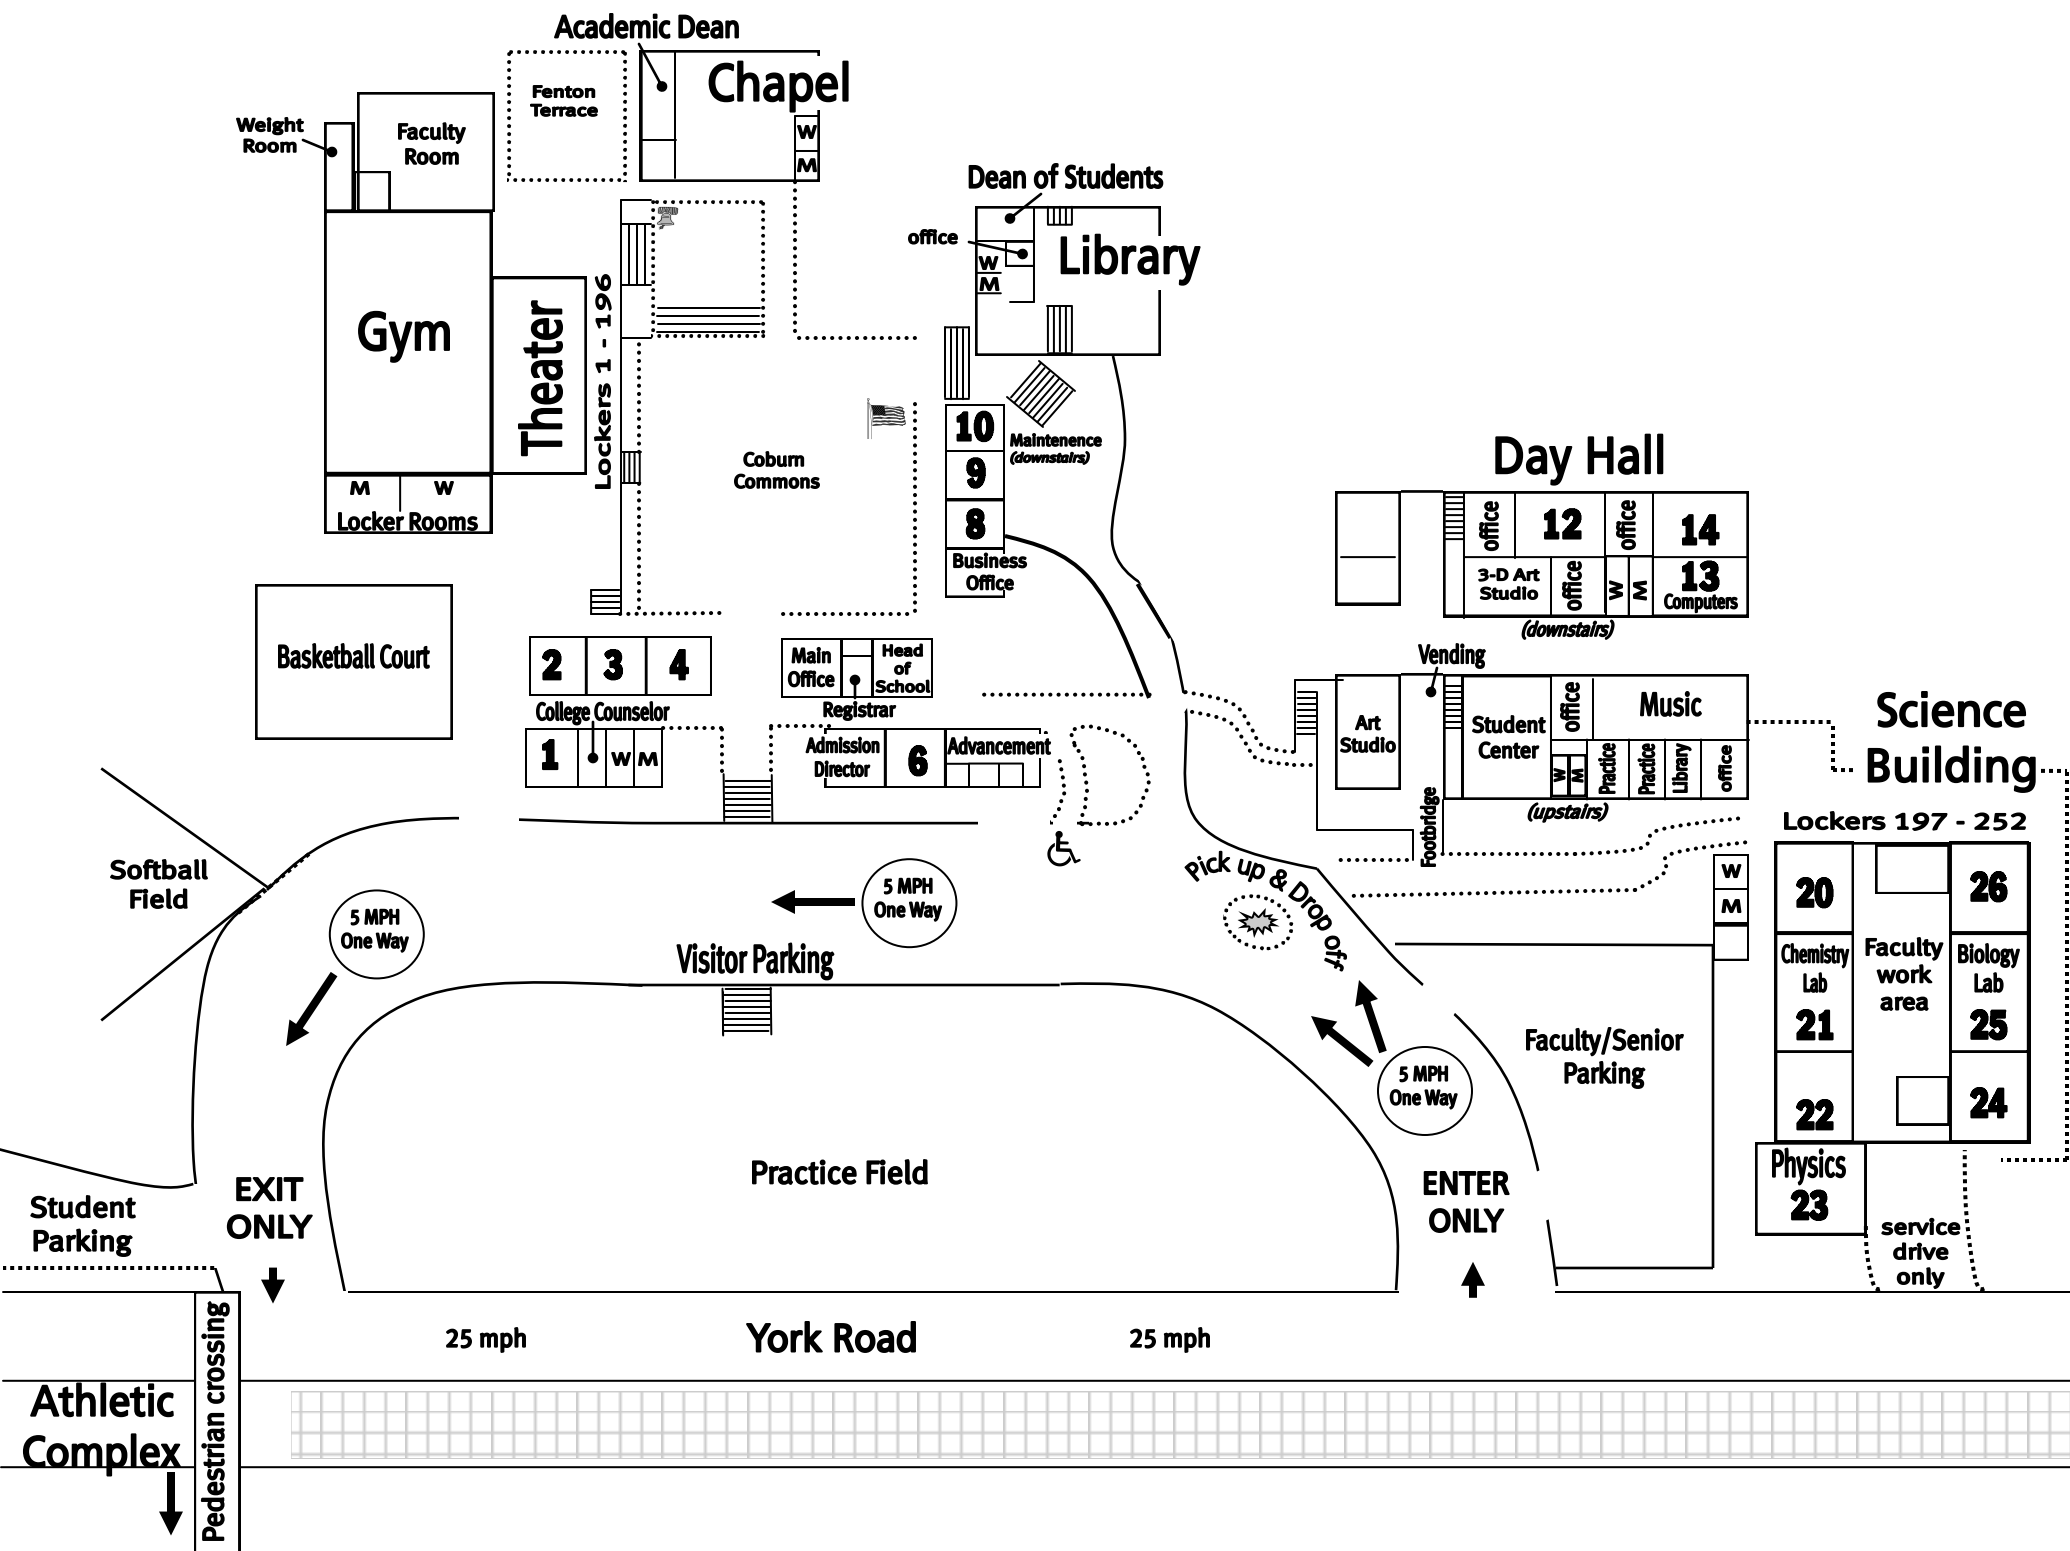 Academic Dean
Chapel
Fenton
Terrace
W
M
Weight
Room
Faculty
Room
Dean of Students
office
W
M
Library
Gym
Theater
Lockers 1 - 196
M
W
Locker Rooms
Coburn
Commons
10
9
8
Maintenence
(downstairs)
Business
Office
Day Hall
office
12
office
14
3-D Art
Studio
office
W
M
13
Computers
(downstairs)
Basketball Court
2
3
4
Main
Office
Head
of
School
College Counselor
Registrar
1
W
M
Admission
Director
6
Advancement
Vending
Art
Studio
Student
Center
office
Music
W
M
Practice
Practice
Library
office
(upstairs)
Footbridge
Science
Building
Lockers 197 - 252
Softball
Field
5 MPH
One Way
5 MPH
One Way
Pick up & Drop off
Visitor Parking
W
M
20
26
Chemistry
Lab
21
Faculty
work
area
Biology
Lab
25
22
24
Physics
23
5 MPH
One Way
Faculty/Senior
Parking
Practice Field
EXIT
ONLY
ENTER
ONLY
Student
Parking
service
drive
only
25 mph
York Road
25 mph
Athletic
Complex
Pedestrian crossing